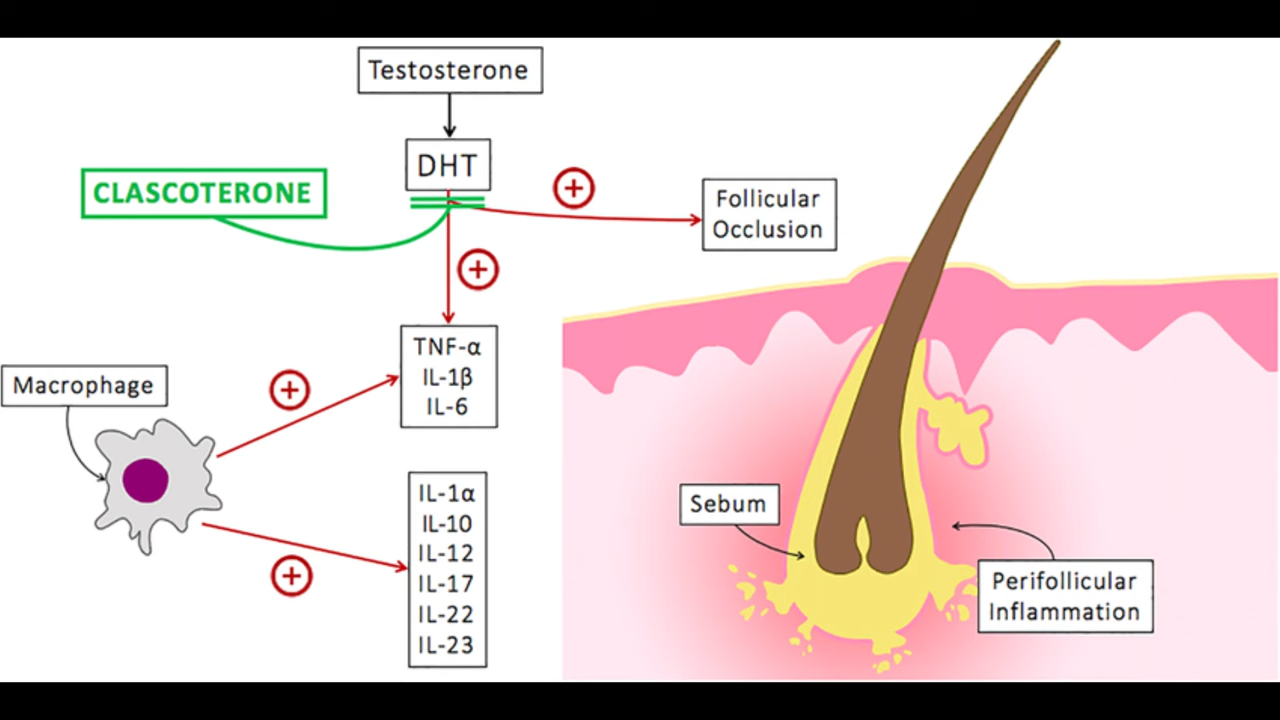 Testosterone
DHT
CLASCOTERONE
+
Follicular
Occlusion
+
TNF-α
IL-1β
IL-6
Macrophage
+
IL-1α
IL-10
IL-12
IL-17
IL-22
IL-23
+
Sebum
Perifollicular
Inflammation